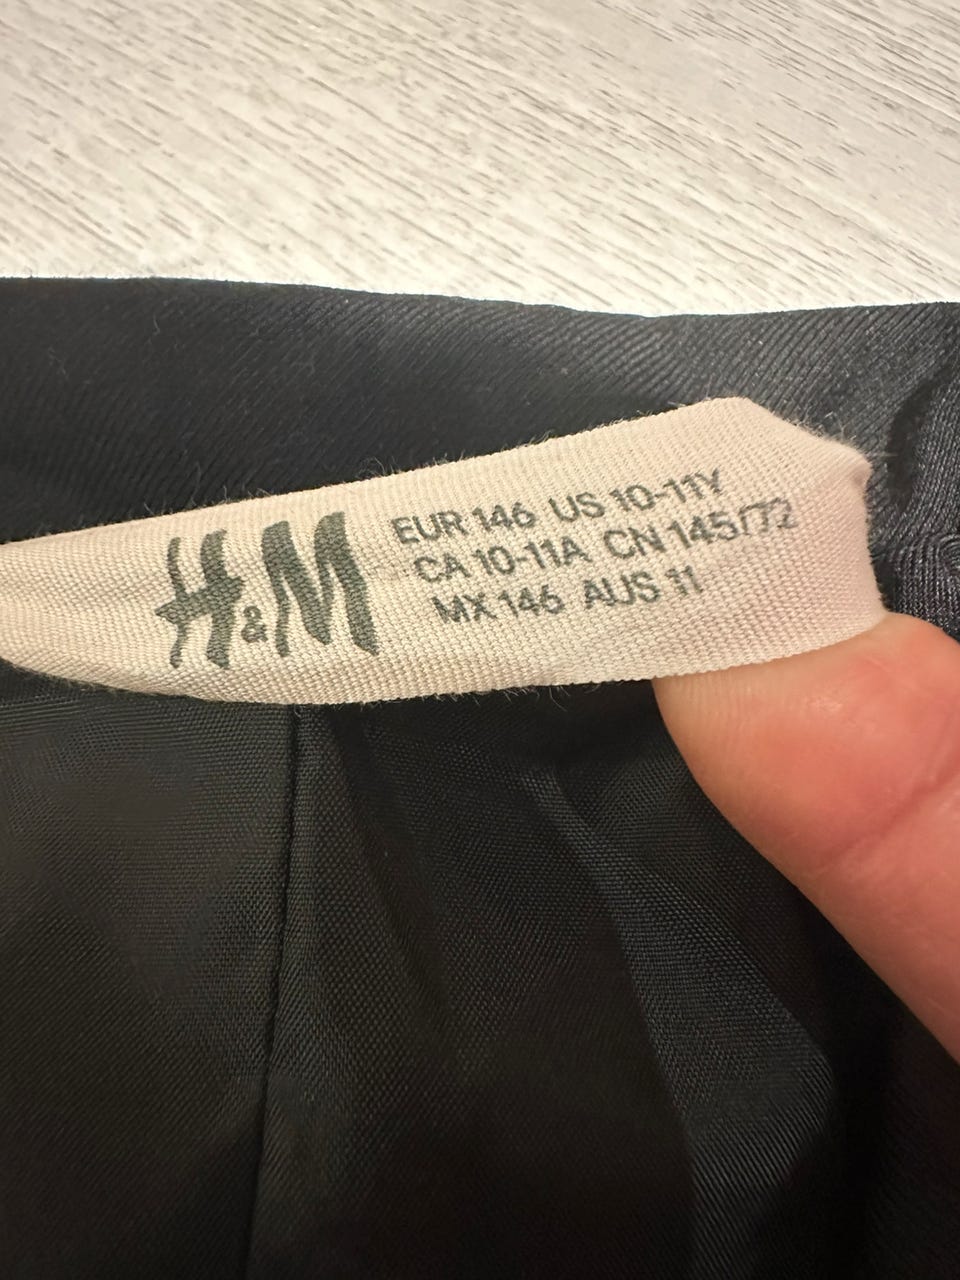 H&M
EUR 146 US 10-11Y
CA 10-11A CN 145/72
MX 146 AUS 11